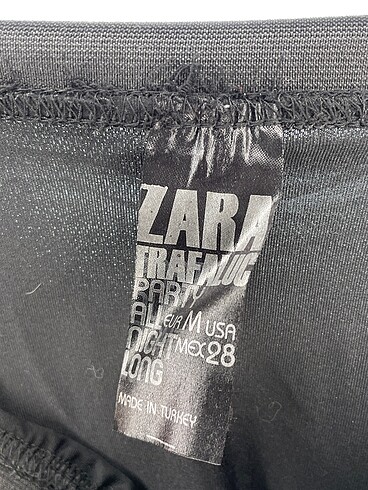 ZARA
TRAFALUC
PARTY
ALL EUR M USA
NIGHT MEX 28
LONG
MADE IN TURKEY